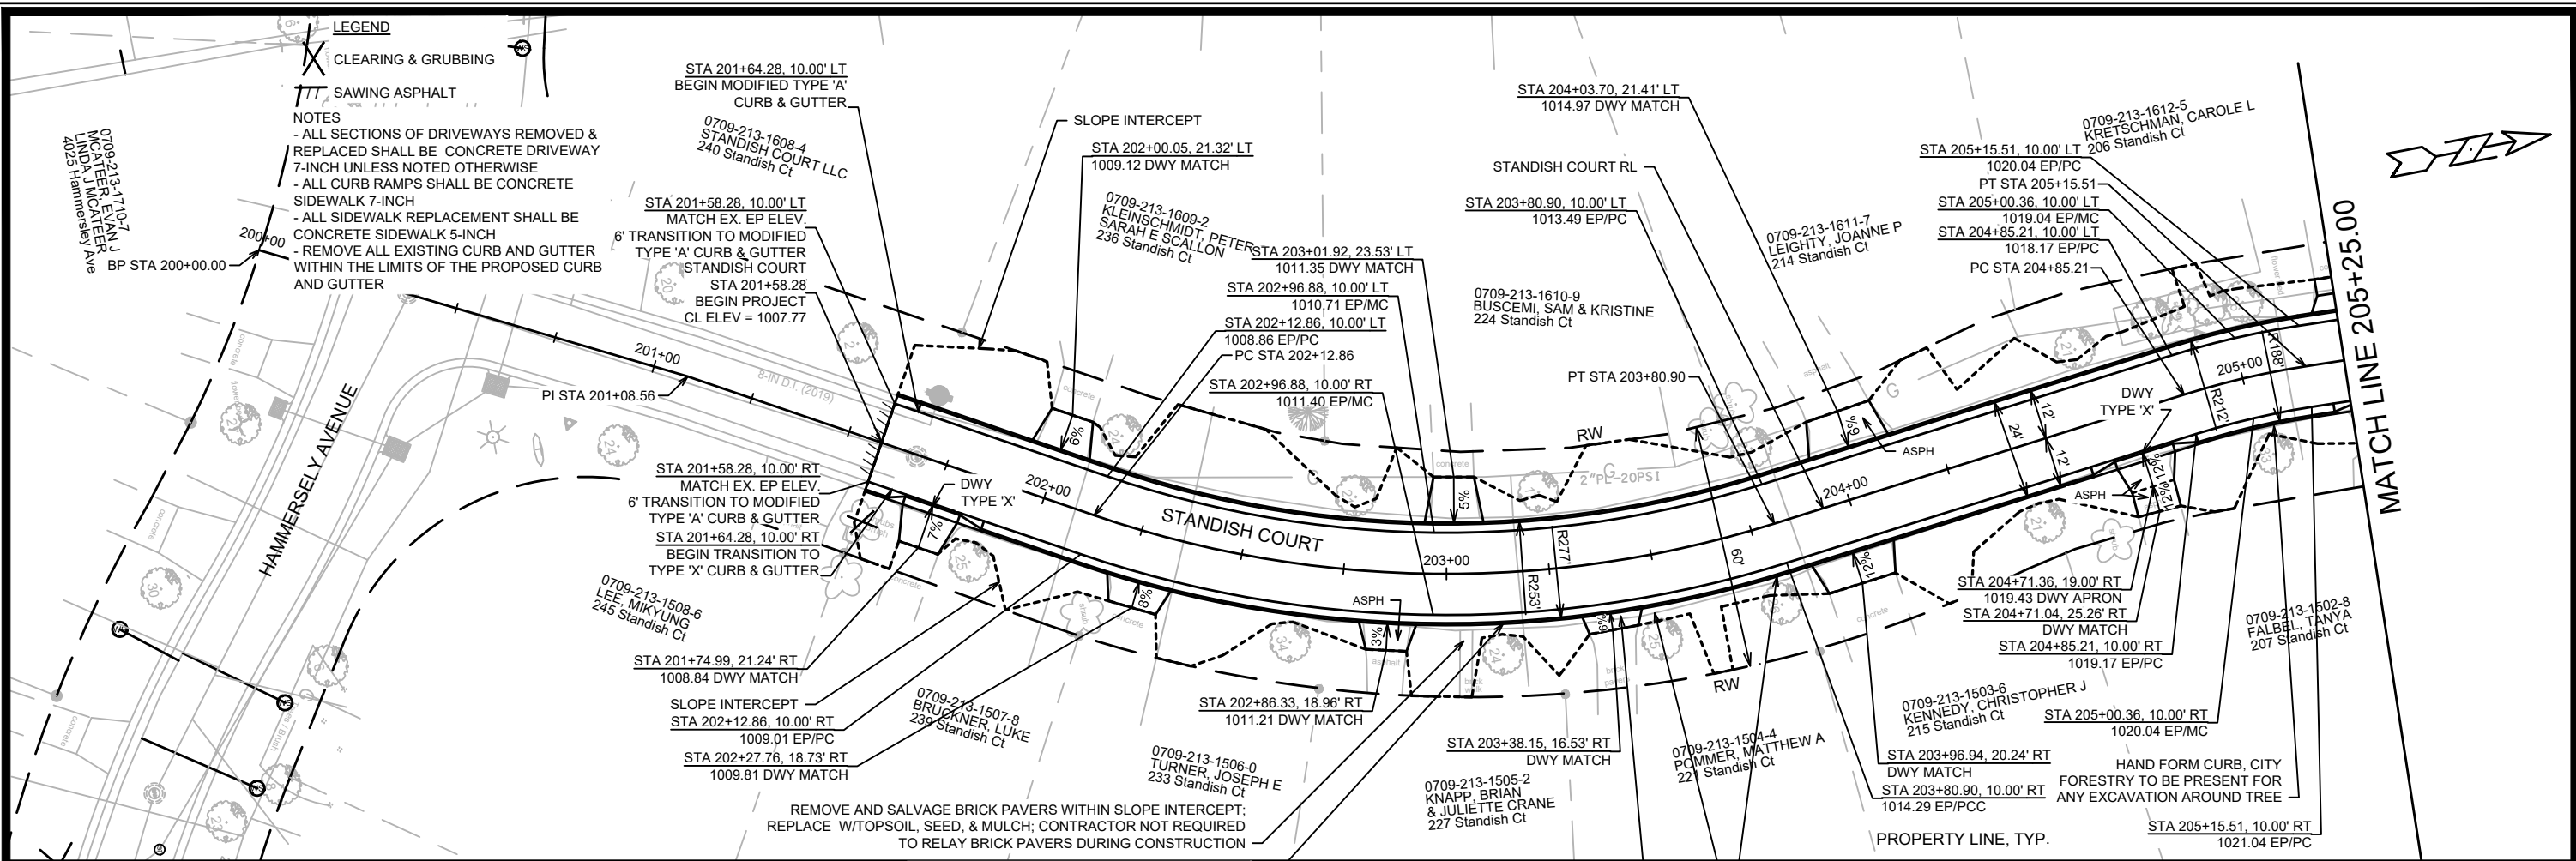 LEGEND
CLEARING & GRUBBING
SAWING ASPHALT
NOTES
- ALL SECTIONS OF DRIVEWAYS REMOVED &
REPLACED SHALL BE CONCRETE DRIVEWAY
7-INCH UNLESS NOTED OTHERWISE
- ALL CURB RAMPS SHALL BE CONCRETE
SIDEWALK 7-INCH
- ALL SIDEWALK REPLACEMENT SHALL BE
CONCRETE SIDEWALK 5-INCH
- REMOVE ALL EXISTING CURB AND GUTTER
WITHIN THE LIMITS OF THE PROPOSED CURB
AND GUTTER
0709-213-1710-7
MCATEER, EVAN J
LINDA J MCATEER
4025 Hammersley Ave
200+00
BP STA 200+00.00
STA 201+64.28, 10.00' LT
BEGIN MODIFIED TYPE 'A'
CURB & GUTTER
0709-213-1608-4
STANDISH COURT LLC
240 Standish Ct
STA 201+58.28, 10.00' LT
MATCH EX. EP ELEV.
6' TRANSITION TO MODIFIED
TYPE 'A' CURB & GUTTER
STANDISH COURT
STA 201+58.28
BEGIN PROJECT
CL ELEV = 1007.77
SLOPE INTERCEPT
STA 202+00.05, 21.32' LT
1009.12 DWY MATCH
0709-213-1609-2
KLEINSCHMIDT, PETER
SARAH E SCALLON
236 Standish Ct
STA 203+01.92, 23.53' LT
1011.35 DWY MATCH
STA 202+96.88, 10.00' LT
1010.71 EP/MC
STA 202+12.86, 10.00' LT
1008.86 EP/PC
PC STA 202+12.86
STA 202+96.88, 10.00' RT
1011.40 EP/MC
STA 204+03.70, 21.41' LT
1014.97 DWY MATCH
STANDISH COURT RL
STA 203+80.90, 10.00' LT
1013.49 EP/PC
0709-213-1610-9
BUSCEMI, SAM & KRISTINE
224 Standish Ct
PT STA 203+80.90
0709-213-1611-7
LEIGHTY, JOANNE P
214 Standish Ct
0709-213-1612-5
KRETSCHMAN, CAROLE L
206 Standish Ct
STA 205+15.51, 10.00' LT
1020.04 EP/PC
PT STA 205+15.51
STA 205+00.36, 10.00' LT
1019.04 EP/MC
STA 204+85.21, 10.00' LT
1018.17 EP/PC
PC STA 204+85.21
MATCH LINE 205+25.00
201+00
8-IN D.I. (2019)
PI STA 201+08.56
HAMMERSELY AVENUE
202+00
STANDISH COURT
203+00
204+00
205+00
RW
2"PL-20PSI
ASPH
DWY
TYPE 'X'
R188'
R212'
24'
12'
12'
R277'
R253'
60'
6%
5%
6%
7%
8%
3%
12%
12%
12%
DWY
TYPE 'X'
ASPH
ASPH
RW
concrete
concrete
asphalt
concrete
concrete
asphalt
concrete
concrete
concrete
concrete
shrub
STA 201+58.28, 10.00' RT
MATCH EX. EP ELEV.
6' TRANSITION TO MODIFIED
TYPE 'A' CURB & GUTTER
STA 201+64.28, 10.00' RT
BEGIN TRANSITION TO
TYPE 'X' CURB & GUTTER
0709-213-1508-6
LEE, MIKYUNG
245 Standish Ct
STA 201+74.99, 21.24' RT
1008.84 DWY MATCH
SLOPE INTERCEPT
STA 202+12.86, 10.00' RT
1009.01 EP/PC
STA 202+27.76, 18.73' RT
1009.81 DWY MATCH
0709-213-1507-8
BRUCKNER, LUKE
239 Standish Ct
STA 202+86.33, 18.96' RT
1011.21 DWY MATCH
0709-213-1506-0
TURNER, JOSEPH E
233 Standish Ct
REMOVE AND SALVAGE BRICK PAVERS WITHIN SLOPE INTERCEPT;
REPLACE W/TOPSOIL, SEED, & MULCH; CONTRACTOR NOT REQUIRED
TO RELAY BRICK PAVERS DURING CONSTRUCTION
STA 203+38.15, 16.53' RT
DWY MATCH
0709-213-1505-2
KNAPP, BRIAN
& JULIETTE CRANE
227 Standish Ct
0709-213-1504-4
POMMER, MATTHEW A
221 Standish Ct
STA 204+71.36, 19.00' RT
1019.43 DWY APRON
STA 204+71.04, 25.26' RT
DWY MATCH
STA 204+85.21, 10.00' RT
1019.17 EP/PC
0709-213-1502-8
FALBEL, TANYA
207 Standish Ct
0709-213-1503-6
KENNEDY, CHRISTOPHER J
215 Standish Ct
STA 205+00.36, 10.00' RT
1020.04 EP/MC
STA 203+96.94, 20.24' RT
DWY MATCH
STA 203+80.90, 10.00' RT
1014.29 EP/PCC
HAND FORM CURB, CITY
FORESTRY TO BE PRESENT FOR
ANY EXCAVATION AROUND TREE
STA 205+15.51, 10.00' RT
1021.04 EP/PC
PROPERTY LINE, TYP.